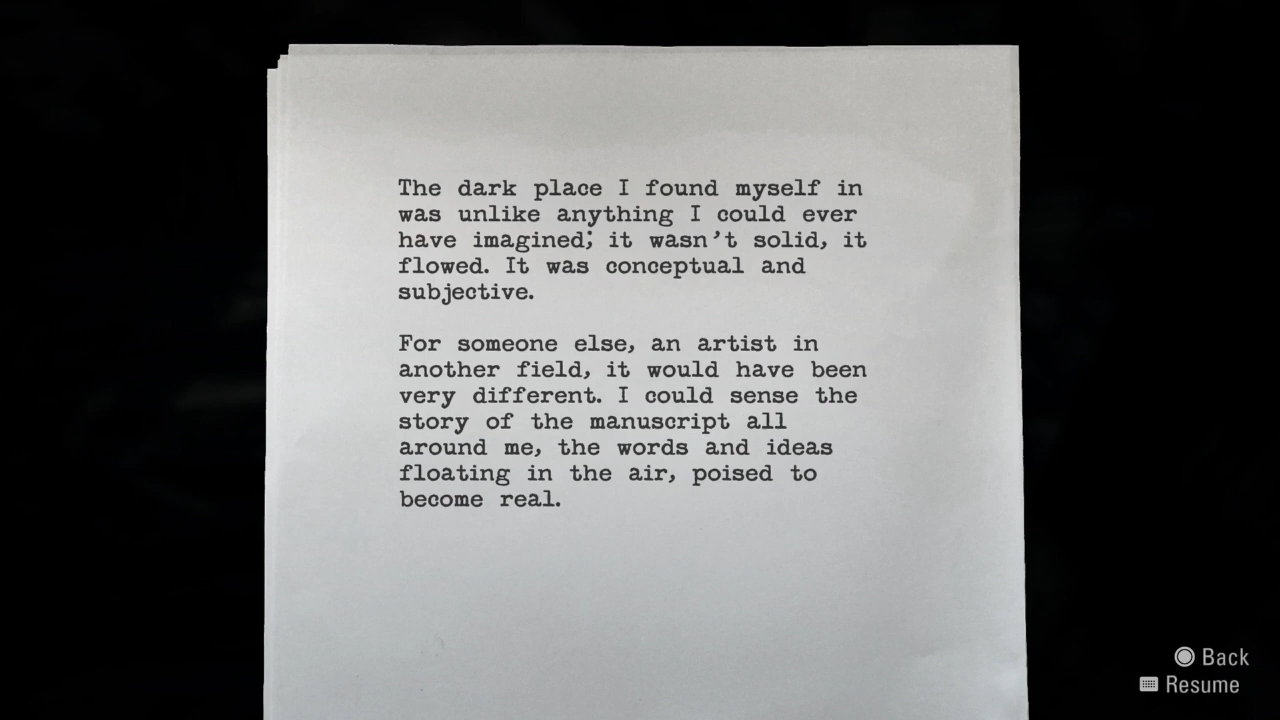 The dark place I found myself in
was unlike anything I could ever
have imagined; it wasn't solid, it
flowed. It was conceptual and
subjective.
For someone else, an artist in
another field, it would have been
very different. I could sense the
story of the manuscript all
around me, the words and ideas
floating in the air, poised to
become real.
Back
Resume